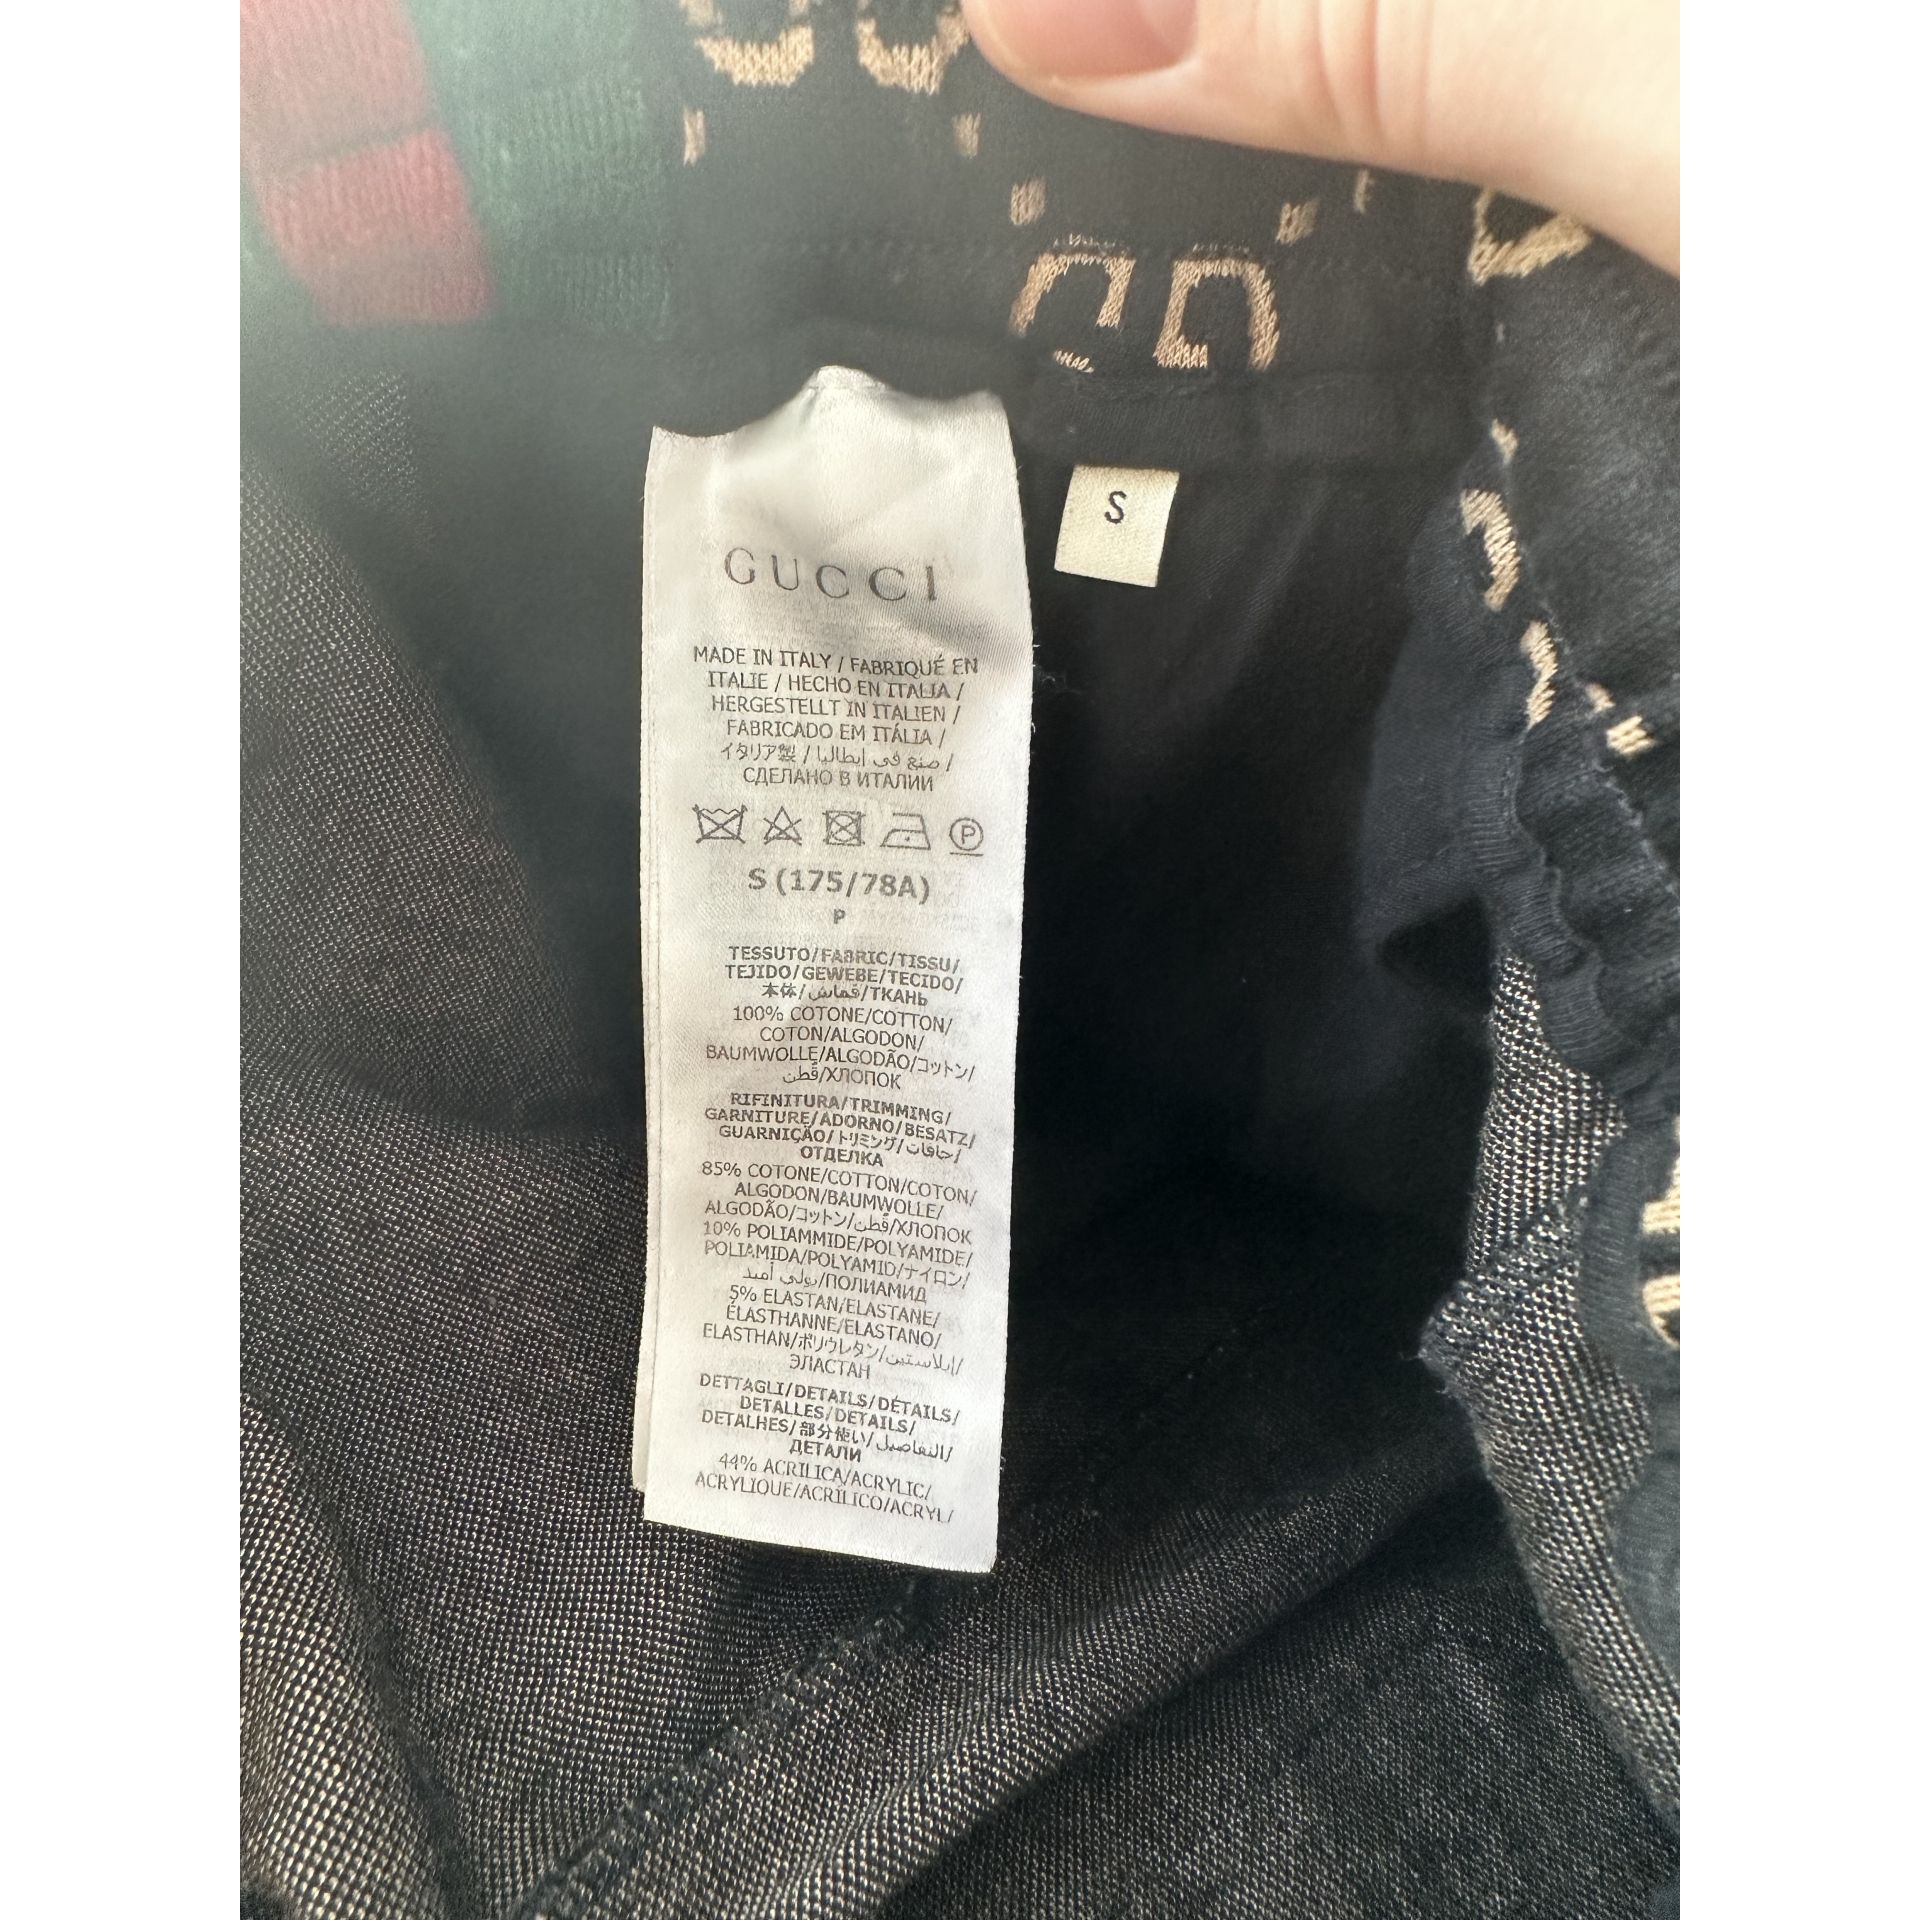 GUCCI
MADE IN ITALY / FABRIQUÉ EN
ITALIE / HECHO EN ITALIA /
HERGESTELLT IN ITALIEN /
FABRICADO EM ITÁLIA /
イタリア製 / صنع في إيطاليا /
СДЕЛАНО В ИТАЛИИ
P
S (175/78A)
P
TESSUTO/FABRIC/TISSU/
TEJIDO/GEWEBE/TECIDO/
本体/قماش/ТКАНЬ
100% COTONE/COTTON/
COTON/ALGODON/
BAUMWOLLE/ALGODÃO/コットン/
قطن/ХЛОПОК
RIFINITURA/TRIMMING/
GARNITURE/ADORNO/BESATZ/
GUARNIÇÃO/トリミング/حافات/
ОТДЕЛКА
85% COTONE/COTTON/COTON/
ALGODON/BAUMWOLLE/
ALGODÃO/コットン/قطن/ХЛОПОК
10% POLIAMMIDE/POLYAMIDE/
POLIAMIDA/POLYAMID/ナイロン/
بولي أميد/ПОЛИАМИД
5% ELASTAN/ELASTANE/
ÉLASTHANNE/ELASTANO/
ELASTHAN/ポリウレタン/إيلاستين/
ЭЛАСТАН
DETTAGLI/DETAILS/DÉTAILS/
DETALLES/DETAILS/
DETALHES/部分使い/التفاصيل/
ДЕТАЛИ
44% ACRILICA/ACRYLIC/
ACRYLIQUE/ACRILICO/ACRYL/
S